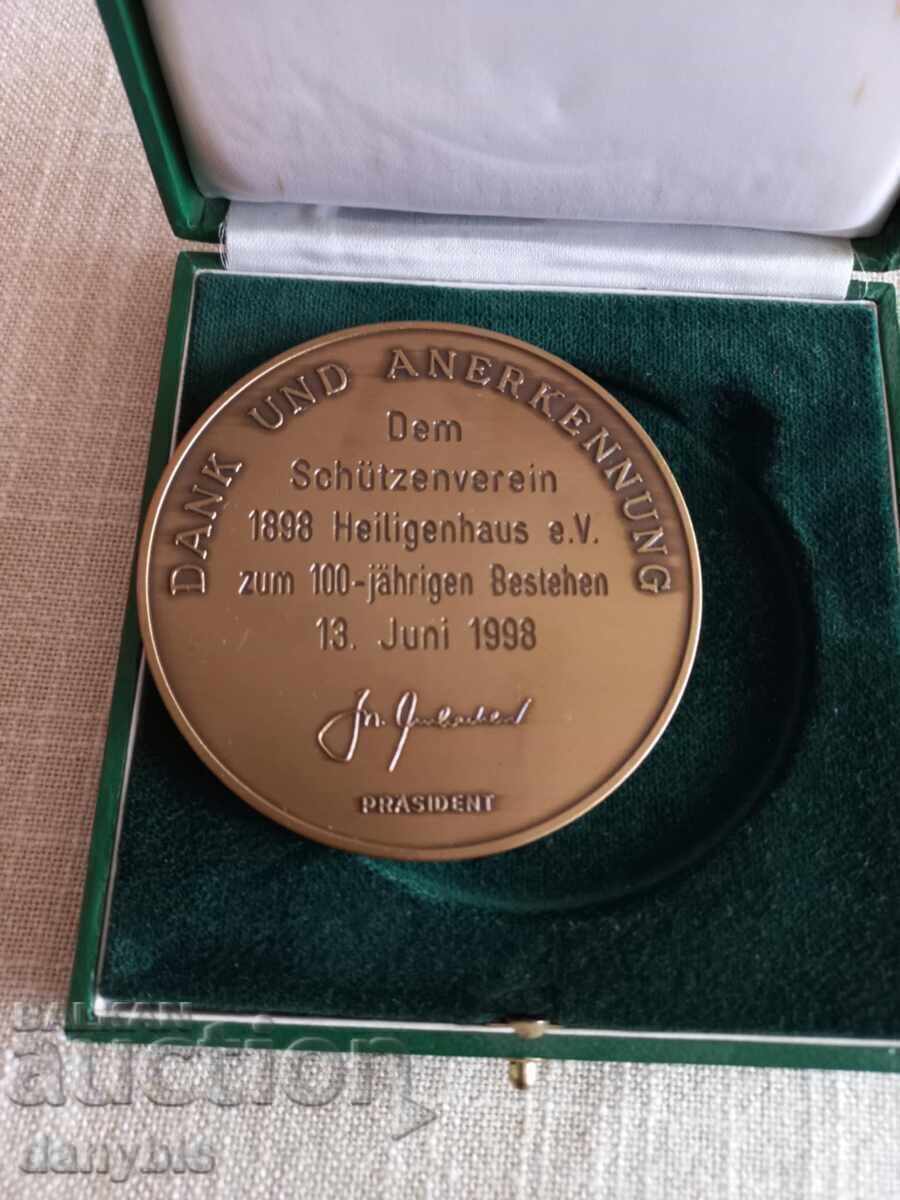 DANK UND ANERKENNUNG
Dem
Schützenverein
1898 Heiligenhaus e.V.
zum 100-jährigen Bestehen
13. Juni 1998
PRÄSIDENT
BALKAN
auction
danybis